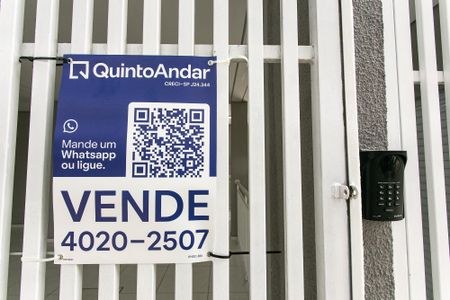 QuintoAndar
CRECI-SP J24.344
Mande um
Whatsapp
ou ligue.
VENDE
4020-2507